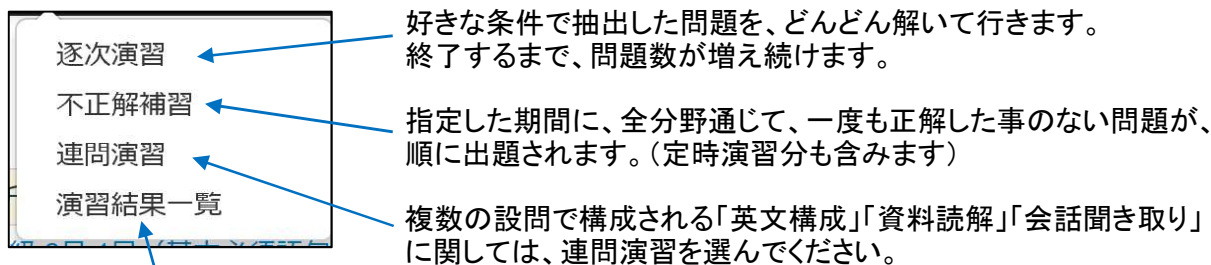 逐次演習
不正解補習
連問演習
演習結果一覧
好きな条件で抽出した問題を、どんどん解いて行きます。
終了するまで、問題数が増え続けます。
指定した期間に、全分野通じて、一度も正解した事のない問題が、
順に出題されます。（定時演習分も含みます）
複数の設問で構成される「英文構成」「資料読解」「会話聞き取り」
に関しては、連問演習を選んでください。